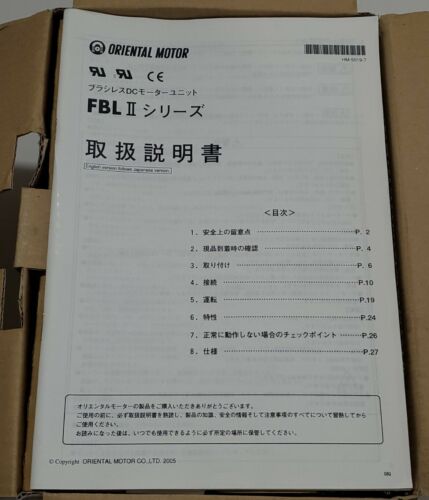 ORIENTAL MOTOR
HM-5519-7
ブラシレスDCモーターユニット
FBLⅡシリーズ
取扱説明書
English version follows Japanese version.
<目次>
1. 安全上の留意点 P. 2
2. 現品到着時の確認 P. 4
3. 取り付け P. 6
4. 接続 P.10
5. 運転 P.19
6. 特性 P.24
7. 正常に動作しない場合のチェックポイント P.26
8. 仕様 P.27
オリエンタルモーターの製品をご購入いただきありがとうございます。
ご使用の前に、必ず取扱説明書を熟読し、製品の知識、安全の情報そして注意事項のすべてについて習熟してから
ご使用ください。
お読みになった後は、いつでも使用できるように必ず所定の場所に保管してください。
© Copyright ORIENTAL MOTOR CO.,LTD. 2005